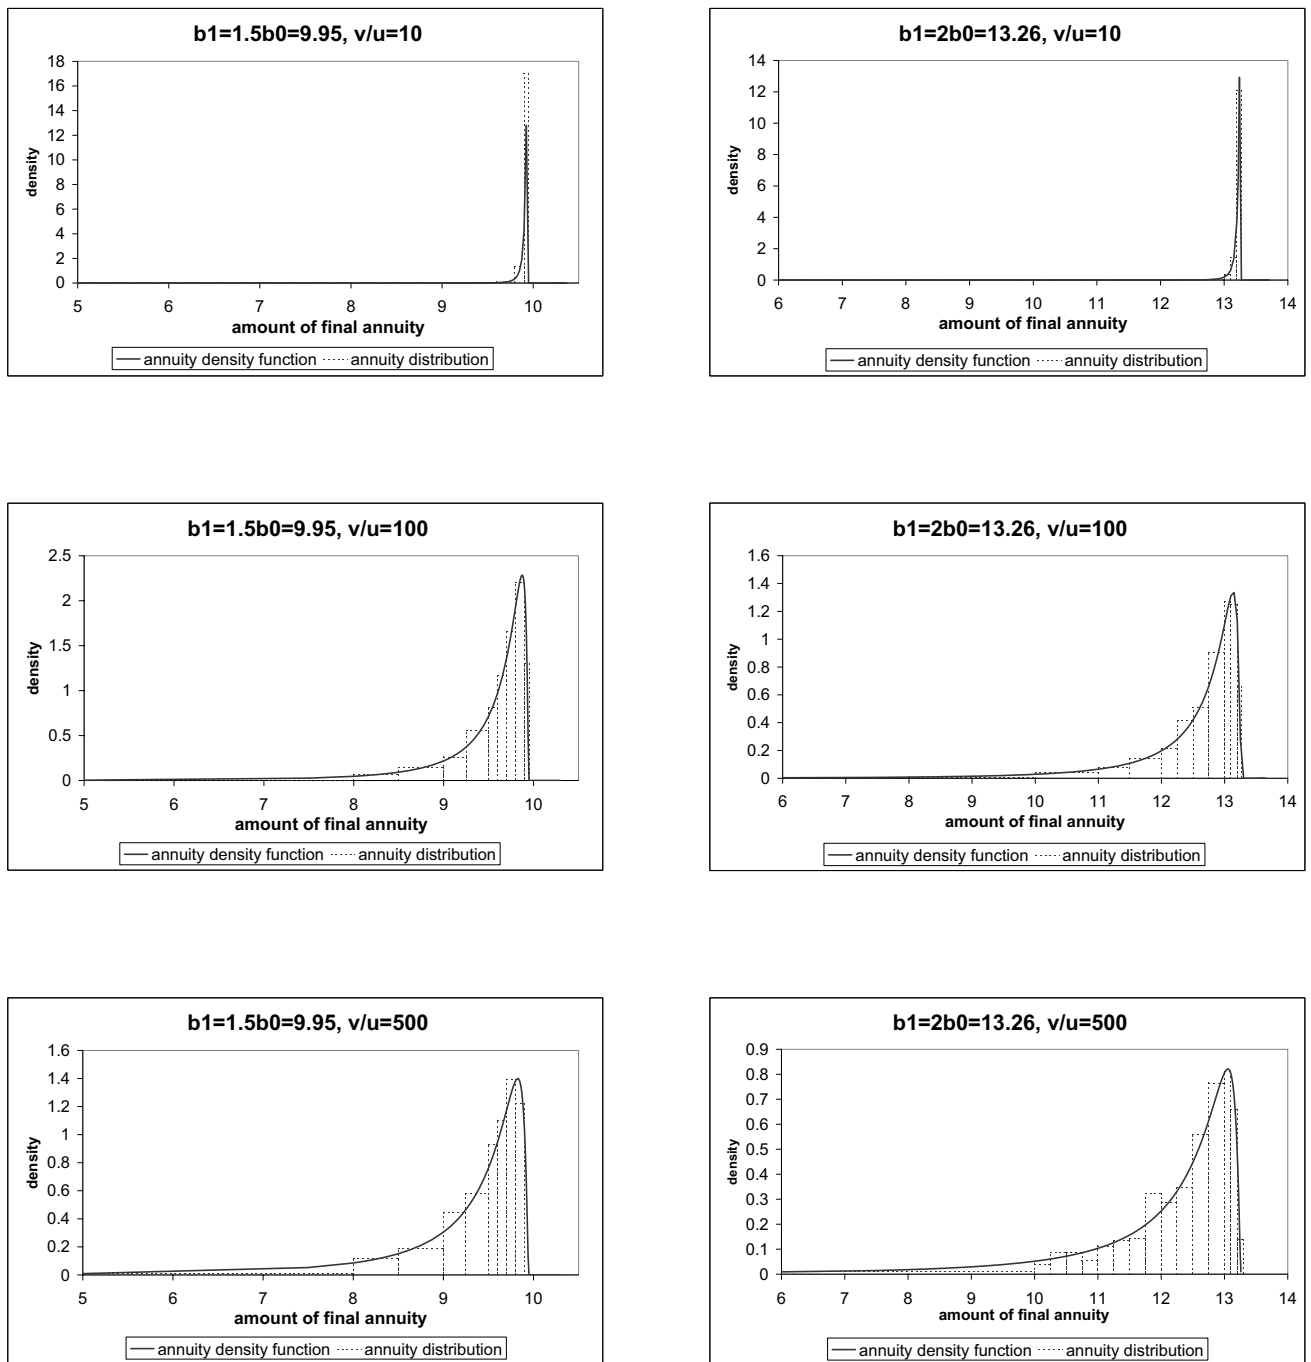 b1=1.5b0=9.95, v/u=10
18
16
14
12
10
8
6
4
2
0
density
5 6 7 8 9 10
amount of final annuity
annuity density function annuity distribution
b1=2b0=13.26, v/u=10
14
12
10
8
6
4
2
0
density
6 7 8 9 10 11 12 13 14
amount of final annuity
annuity density function annuity distribution
b1=1.5b0=9.95, v/u=100
2.5
2
1.5
1
0.5
0
density
5 6 7 8 9 10
amount of final annuity
annuity density function annuity distribution
b1=2b0=13.26, v/u=100
1.6
1.4
1.2
1
0.8
0.6
0.4
0.2
0
density
6 7 8 9 10 11 12 13 14
amount of final annuity
annuity density function annuity distribution
b1=1.5b0=9.95, v/u=500
1.6
1.4
1.2
1
0.8
0.6
0.4
0.2
0
density
5 6 7 8 9 10
amount of final annuity
annuity density function annuity distribution
b1=2b0=13.26, v/u=500
0.9
0.8
0.7
0.6
0.5
0.4
0.3
0.2
0.1
0
density
6 7 8 9 10 11 12 13 14
amount of final annuity
annuity density function annuity distribution